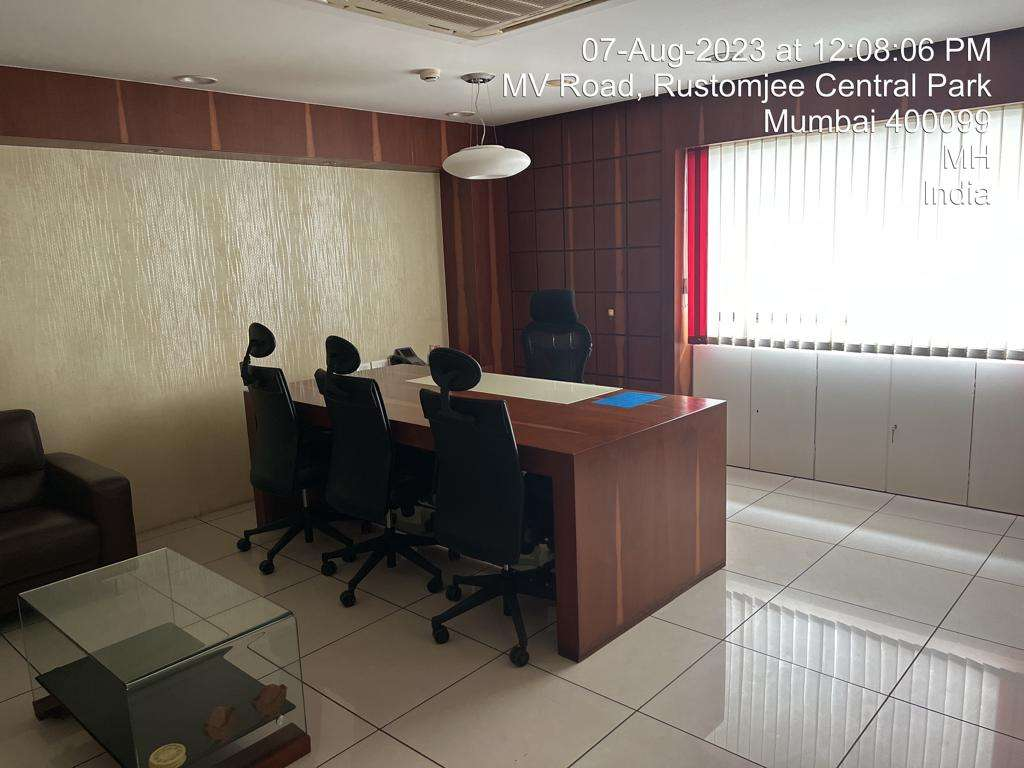 07-Aug-2023 at 12:08:06 PM
MV Road, Rustomjee Central Park
Mumbai 400099
MH
India